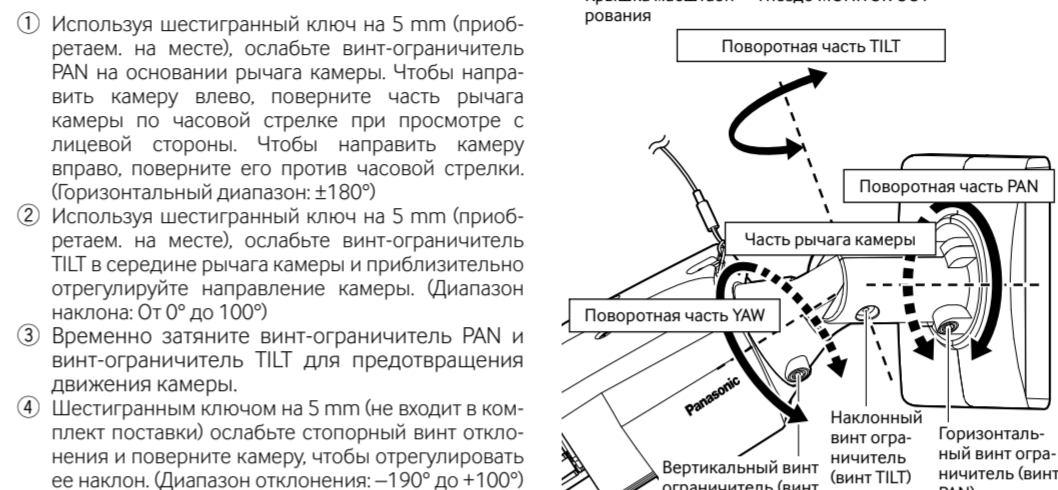 ① Используя шестигранный ключ на 5 mm (приоб-
ретаем. на месте), ослабьте винт-ограничитель
PAN на основании рычага камеры. Чтобы напра-
вить камеру влево, поверните часть рычага
камеры по часовой стрелке при просмотре с
лицевой стороны. Чтобы направить камеру
вправо, поверните его против часовой стрелки.
(Горизонтальный диапазон: ±180°)
② Используя шестигранный ключ на 5 mm (приоб-
ретаем. на месте), ослабьте винт-ограничитель
TILT в середине рычага камеры и приблизительно
отрегулируйте направление камеры. (Диапазон
наклона: От 0° до 100°)
③ Временно затяните винт-ограничитель PAN и
винт-ограничитель TILT для предотвращения
движения камеры.
④ Шестигранным ключом на 5 mm (не входит в ком-
плект поставки) ослабьте стопорный винт откло-
нения и поверните камеру, чтобы отрегулировать
ее наклон. (Диапазон отклонения: –190° до +100°)
рования
Поворотная часть TILT
Поворотная часть PAN
Часть рычага камеры
Поворотная часть YAW
Panasonic
Наклонный
винт огра-
ничитель
(винт TILT)
Горизонталь-
ный винт огра-
ничитель (винт
Вертикальный винт
ограничитель (винт